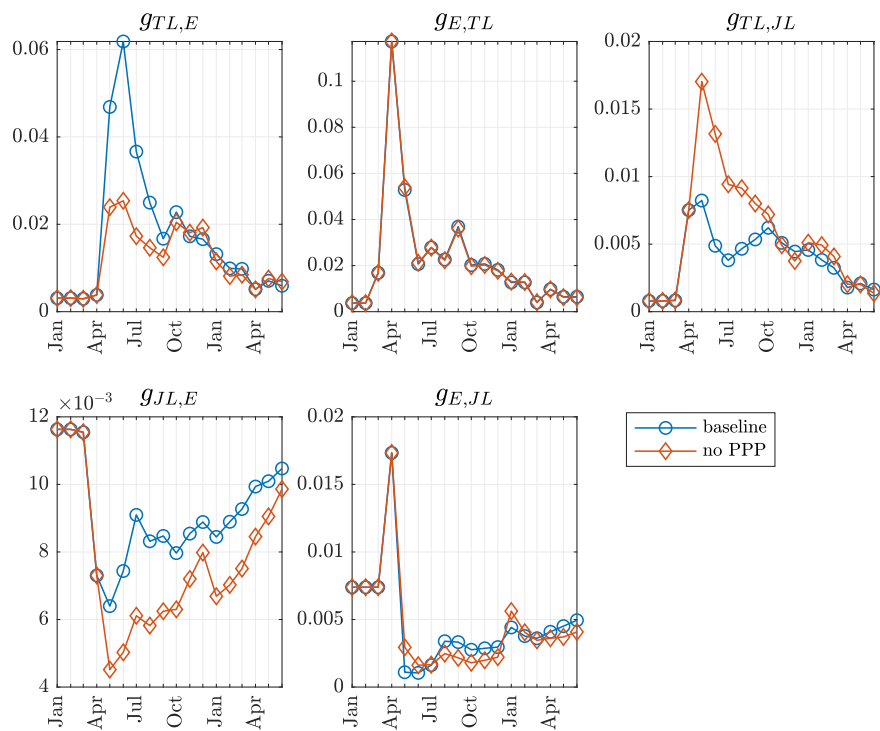 g_{TL,E}
0.06
0.04
0.02
0
Jan
Apr
Jul
Oct
Jan
Apr
g_{E,TL}
0.1
0.08
0.06
0.04
0.02
0
Jan
Apr
Jul
Oct
Jan
Apr
g_{TL,JL}
0.02
0.015
0.01
0.005
0
Jan
Apr
Jul
Oct
Jan
Apr
g_{JL,E}
×10^{-3}
12
10
8
6
4
Jan
Apr
Jul
Oct
Jan
Apr
g_{E,JL}
0.02
0.015
0.01
0.005
0
Jan
Apr
Jul
Oct
Jan
Apr
baseline
no PPP